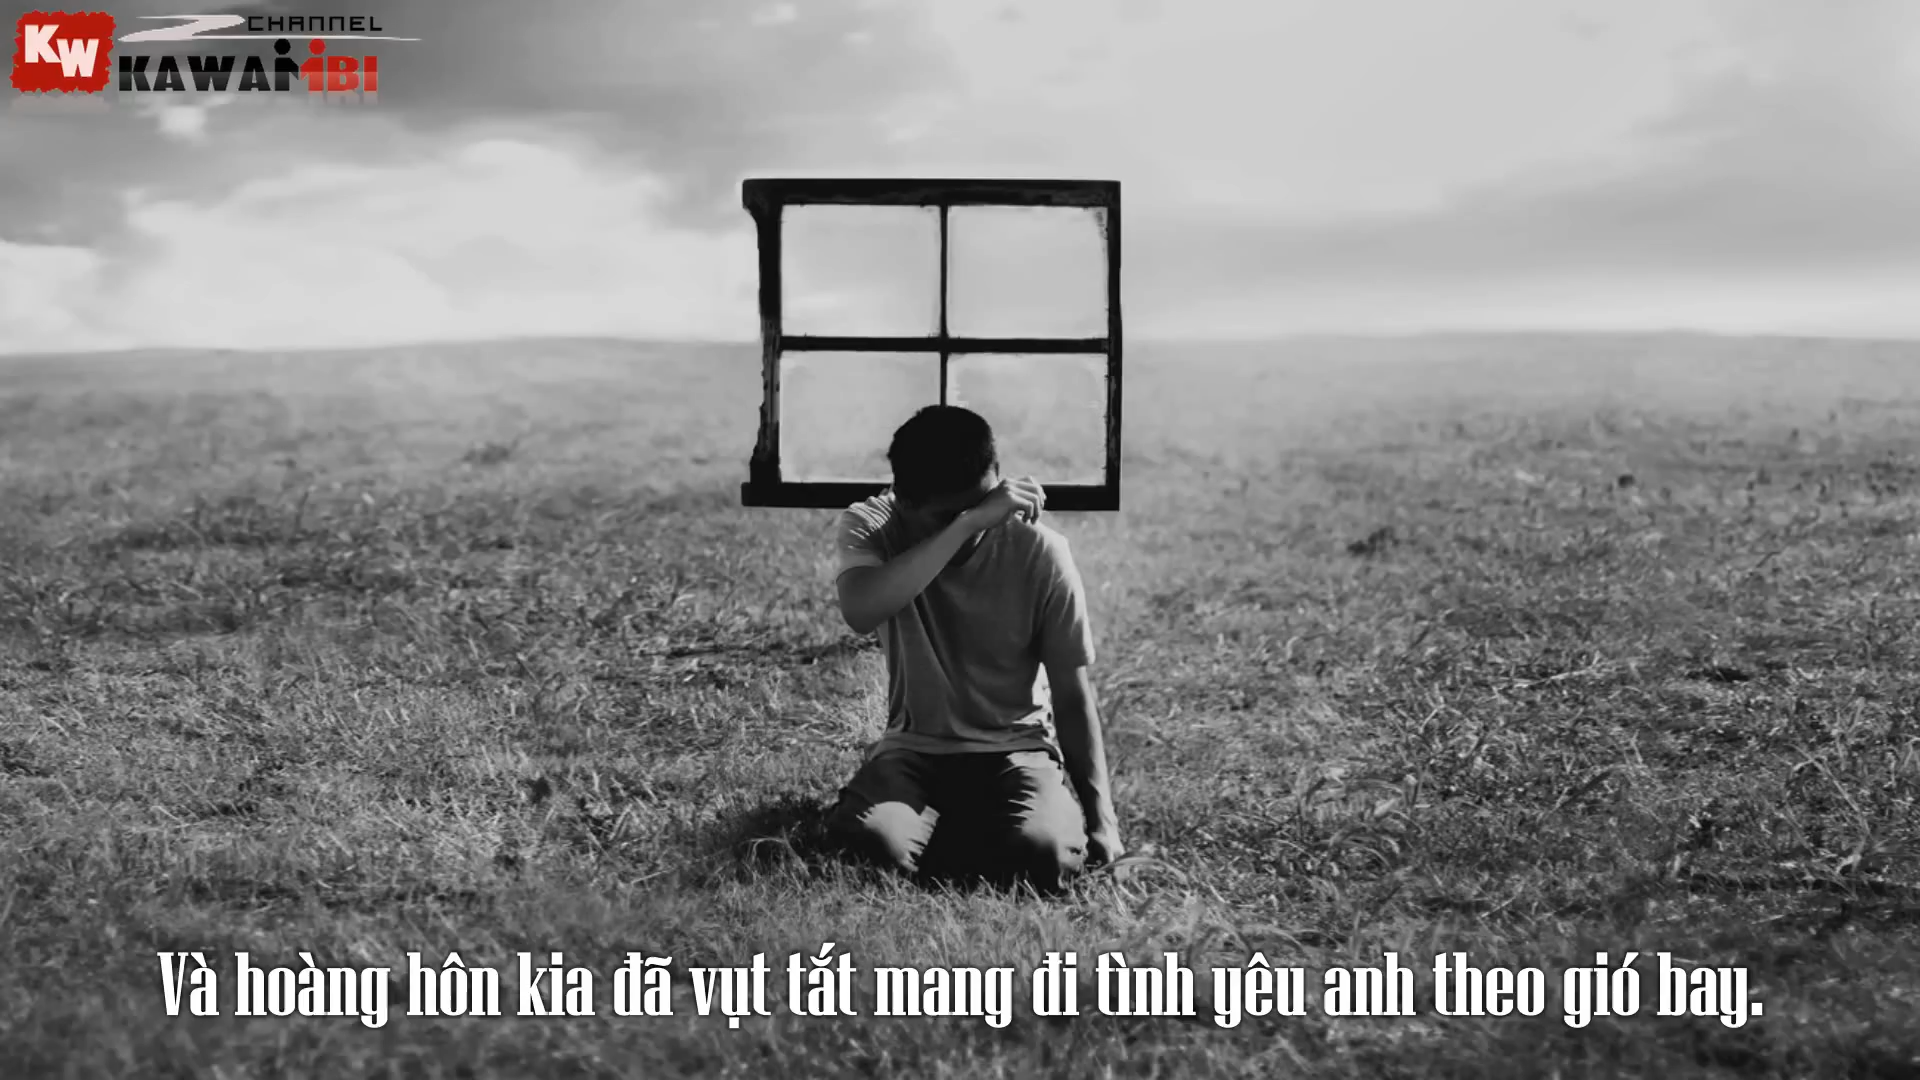 KW
CHANNEL
KAWAIIBI
Và hoàng hôn kia đã vụt tắt mang đi tình yêu anh theo gió bay.